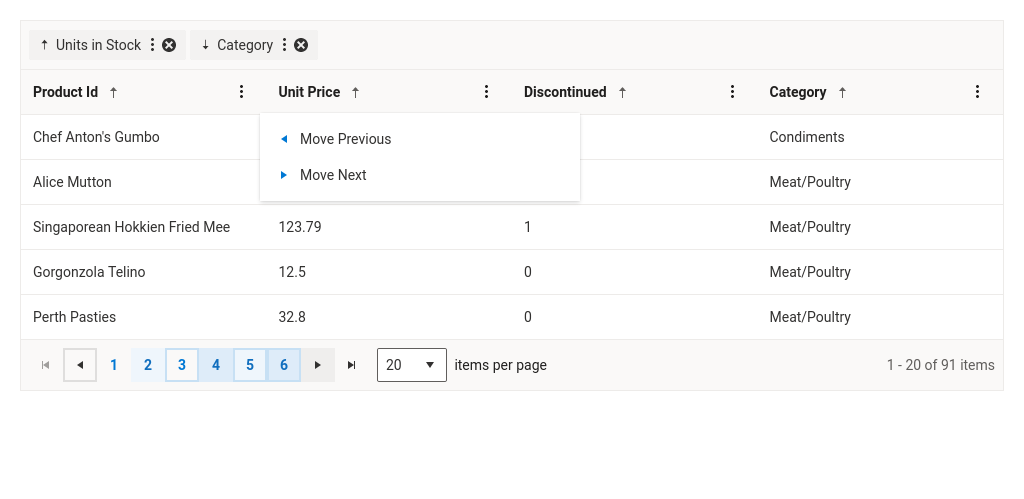 Units in Stock Category
Product Id Unit Price Discontinued Category
Chef Anton's Gumbo Condiments
Move Previous
Alice Mutton Meat/Poultry
Move Next
Singaporean Hokkien Fried Mee 123.79 1 Meat/Poultry
Gorgonzola Telino 12.5 0 Meat/Poultry
Perth Pasties 32.8 0 Meat/Poultry
1 2 3 4 5 6 20 items per page 1 - 20 of 91 items